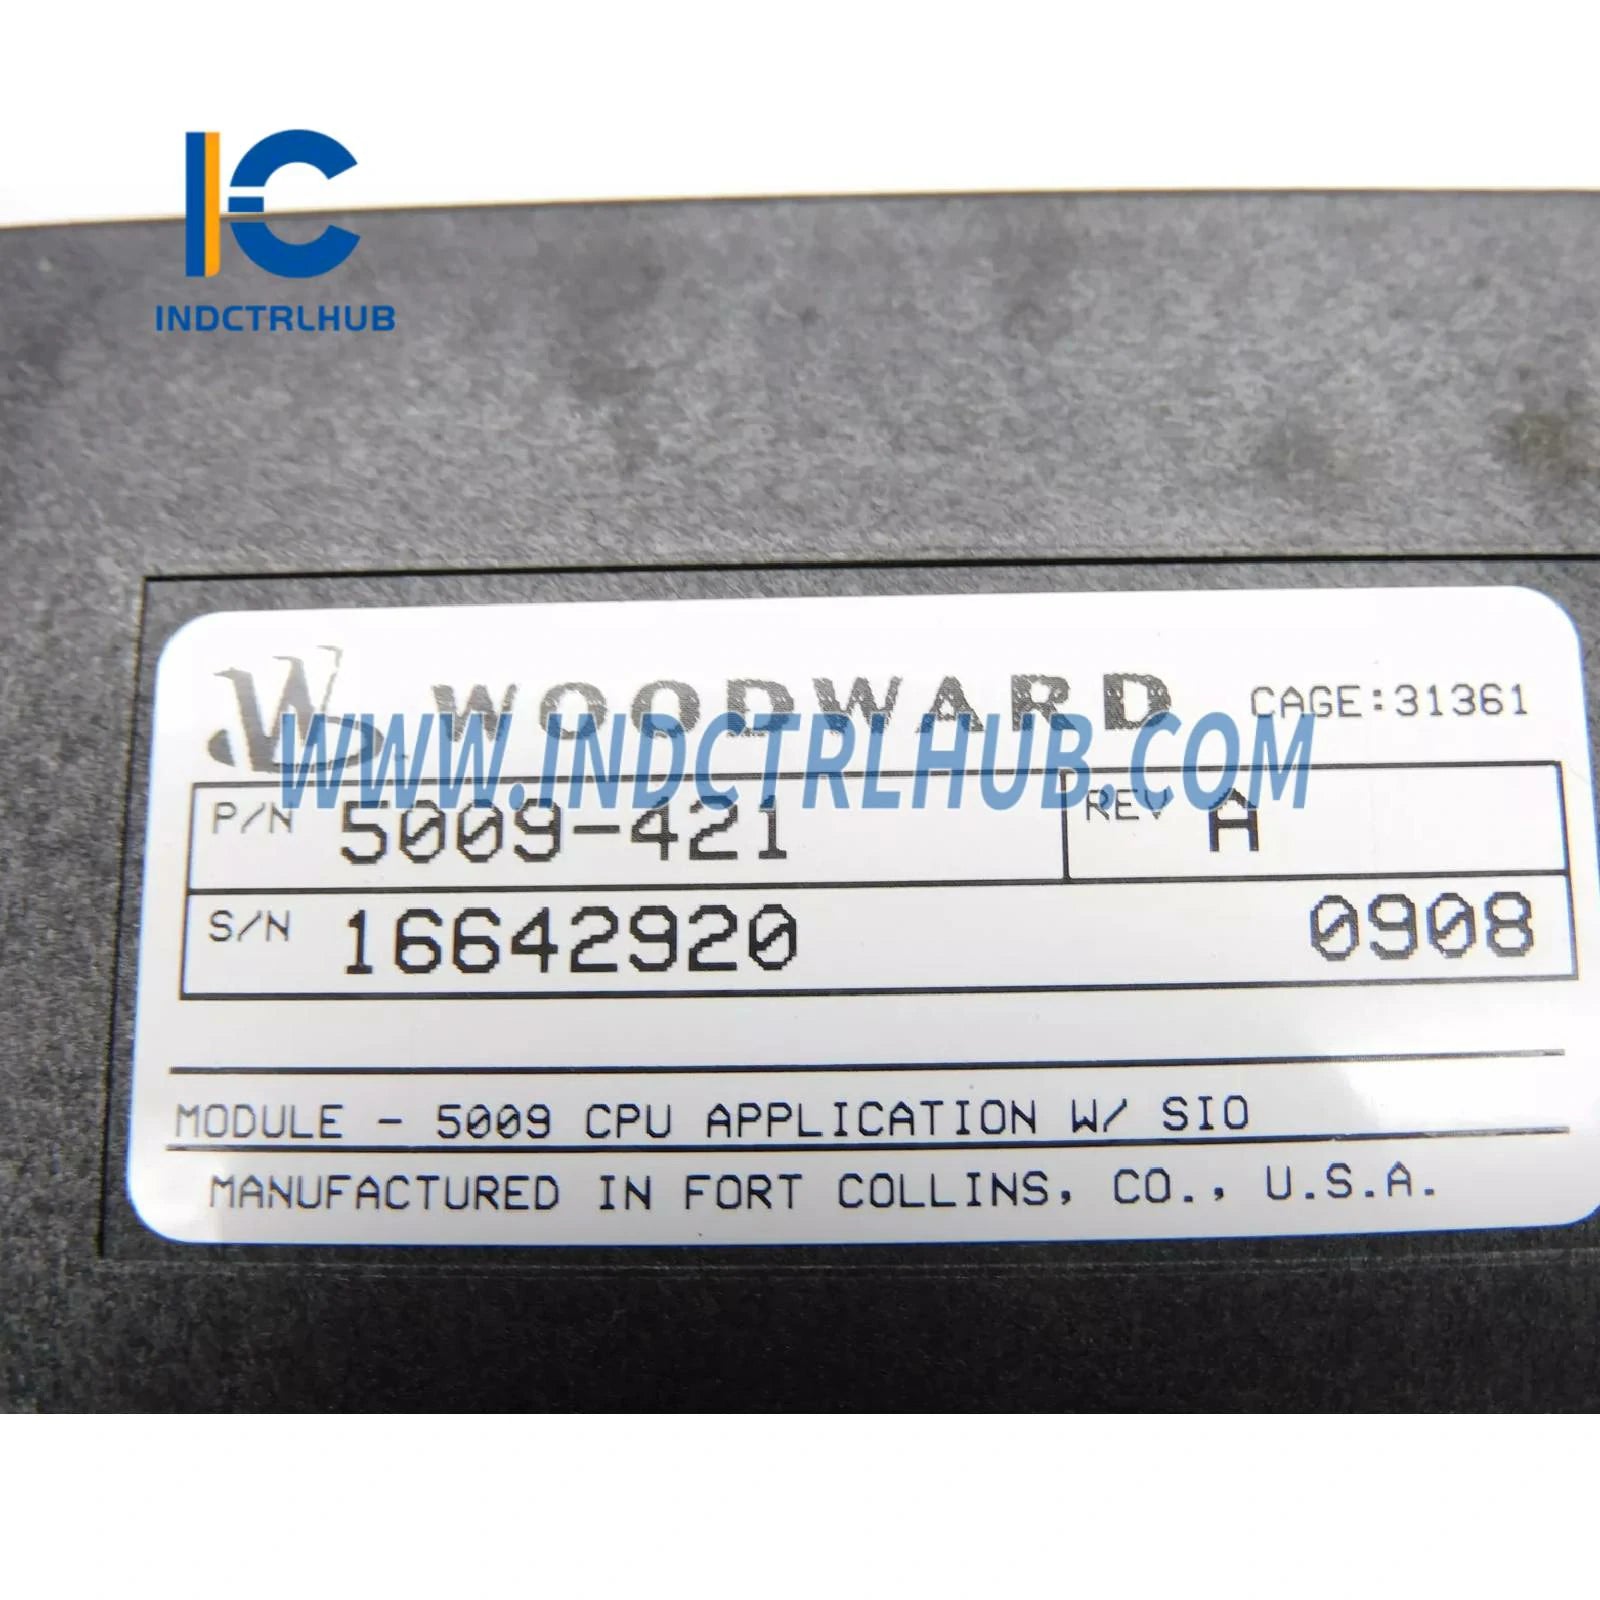 INDCTRLHUB
WOODWARD CAGE:31361
WWW.INDCTRLHUB.COM
P/N 5009-421 REV A
S/N 16642920 0908
MODULE - 5009 CPU APPLICATION W/ SIO
MANUFACTURED IN FORT COLLINS, CO., U.S.A.